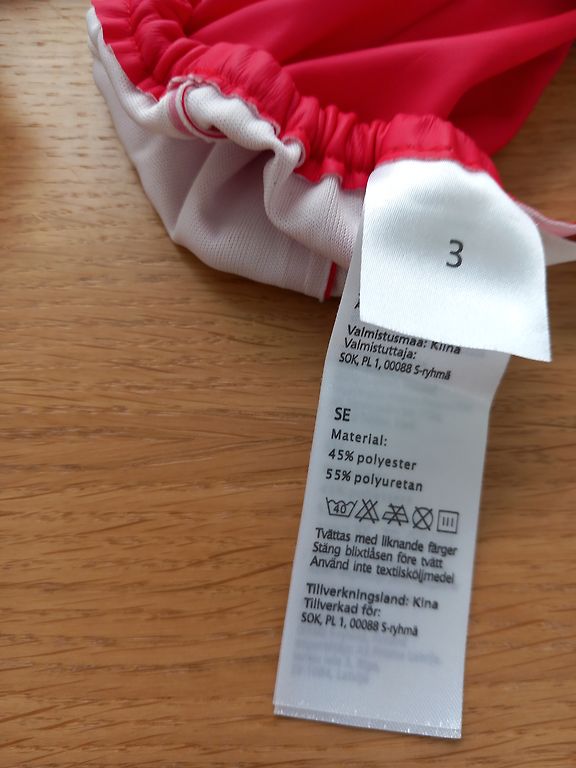 3
Valmistusmaa: Kiina
Valmistuttaja:
SOK, PL 1, 00088 S-ryhmä
SE
Material:
45% polyester
55% polyuretan
40
Tvättas med liknande färger
Stäng blixtlåsen före tvätt
Använd inte textilsköljmedel
Tillverkningsland: Kina
Tillverkad för:
SOK, PL 1, 00088 S-ryhmä